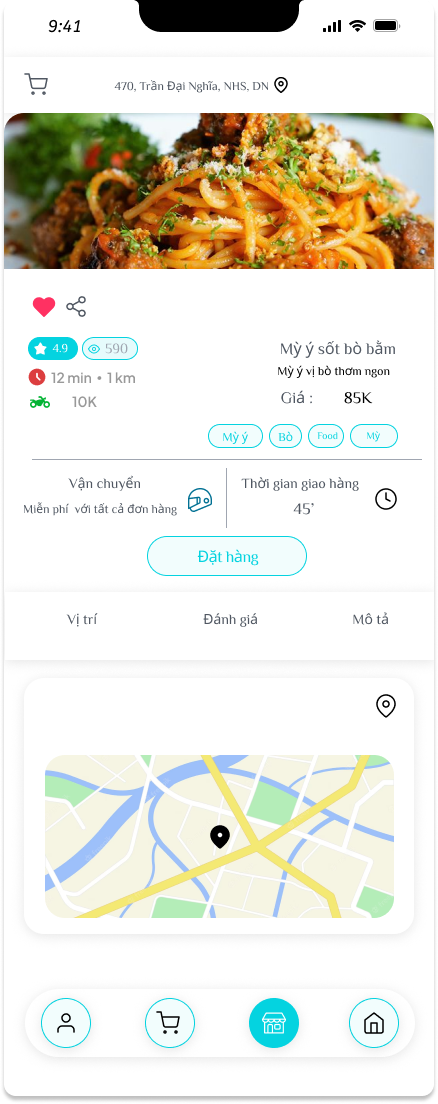 9:41
470, Trần Đại Nghĩa, NHS, DN
4.9
590
Mỳ ý sốt bò bằm
12 min • 1 km
Mỳ ý vị bò thơm ngon
10K
Giá : 85K
Mỳ ý
Bò
Food
Mỳ
Vận chuyển
Miễn phí với tất cả đơn hàng
Thời gian giao hàng
45'
Đặt hàng
Vị trí
Đánh giá
Mô tả